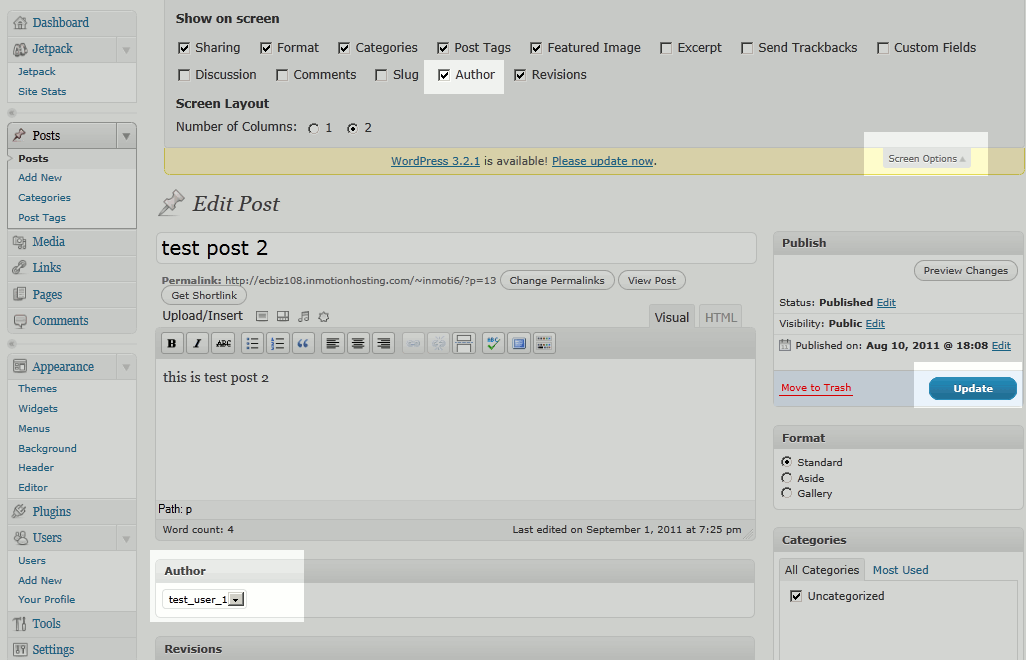 Dashboard
Jetpack
Jetpack
Site Stats
Posts
Posts
Add New
Categories
Post Tags
Media
Links
Pages
Comments
Appearance
Themes
Widgets
Menus
Background
Header
Editor
Plugins
Users
Users
Add New
Your Profile
Tools
Settings
Show on screen
Sharing Format Categories Post Tags Featured Image Excerpt Send Trackbacks Custom Fields
Discussion Comments Slug Author Revisions
Screen Layout
Number of Columns: 1 2
WordPress 3.2.1 is available! Please update now.
Screen Options
Edit Post
test post 2
Permalink: http://ecbiz108.inmotionhosting.com/~inmoti6/?p=13 Change Permalinks View Post
Get Shortlink
Upload/Insert
Visual HTML
B I ABC
ABC
this is test post 2
Path: p
Word count: 4 Last edited on September 1, 2011 at 7:25 pm
Author
test_user_1
Revisions
Publish
Preview Changes
Status: Published Edit
Visibility: Public Edit
Published on: Aug 10, 2011 @ 18:08 Edit
Move to Trash Update
Format
Standard
Aside
Gallery
Categories
All Categories Most Used
Uncategorized